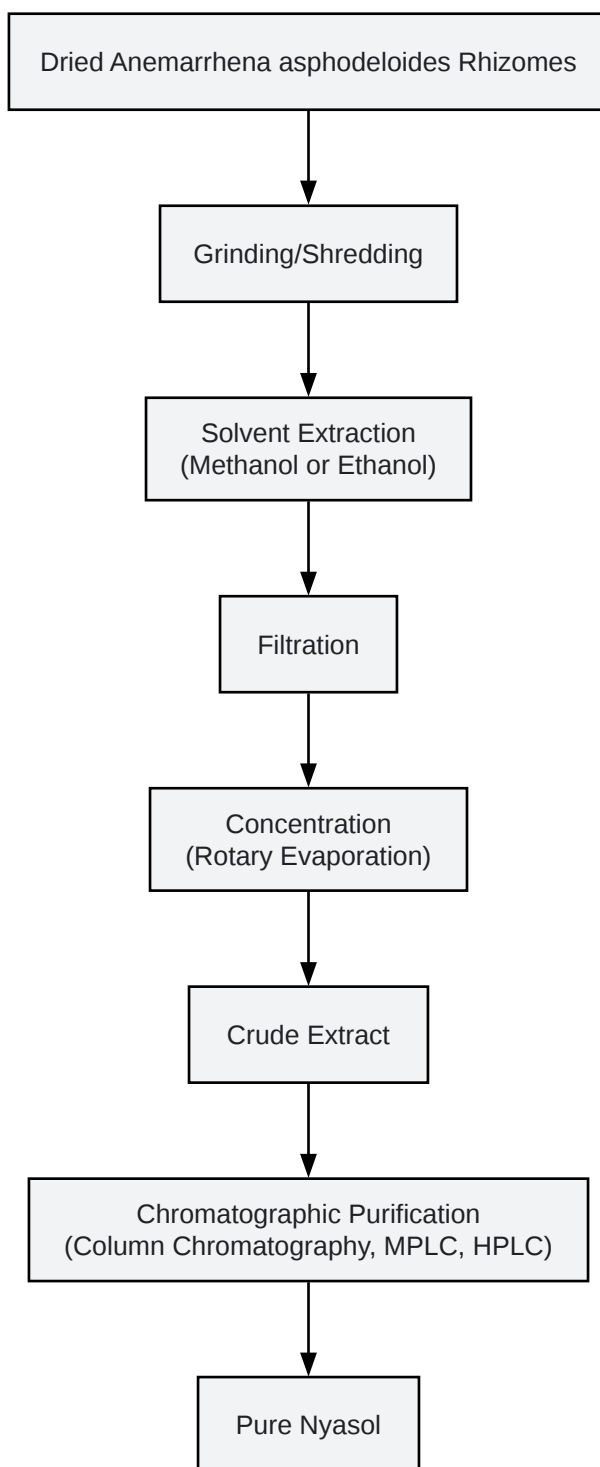 Dried Anemarrhena asphodeloides Rhizomes
Grinding/Shredding
Solvent Extraction
(Methanol or Ethanol)
Filtration
Concentration
(Rotary Evaporation)
Crude Extract
Chromatographic Purification
(Column Chromatography, MPLC, HPLC)
Pure Nyasol